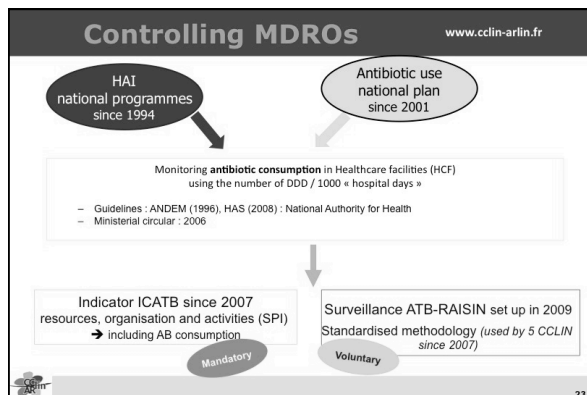 Controlling MDROs
www.cclin-arlin.fr
HAI
national programmes
since 1994
Antibiotic use
national plan
since 2001
Monitoring antibiotic consumption in Healthcare facilities (HCF)
using the number of DDD / 1000 « hospital days »
– Guidelines : ANDEM (1996), HAS (2008) : National Authority for Health
– Ministerial circular : 2006
Indicator ICATB since 2007
resources, organisation and activities (SPI)
➔ including AB consumption
Mandatory
Surveillance ATB-RAISIN set up in 2009
Standardised methodology (used by 5 CCLIN
since 2007)
Voluntary